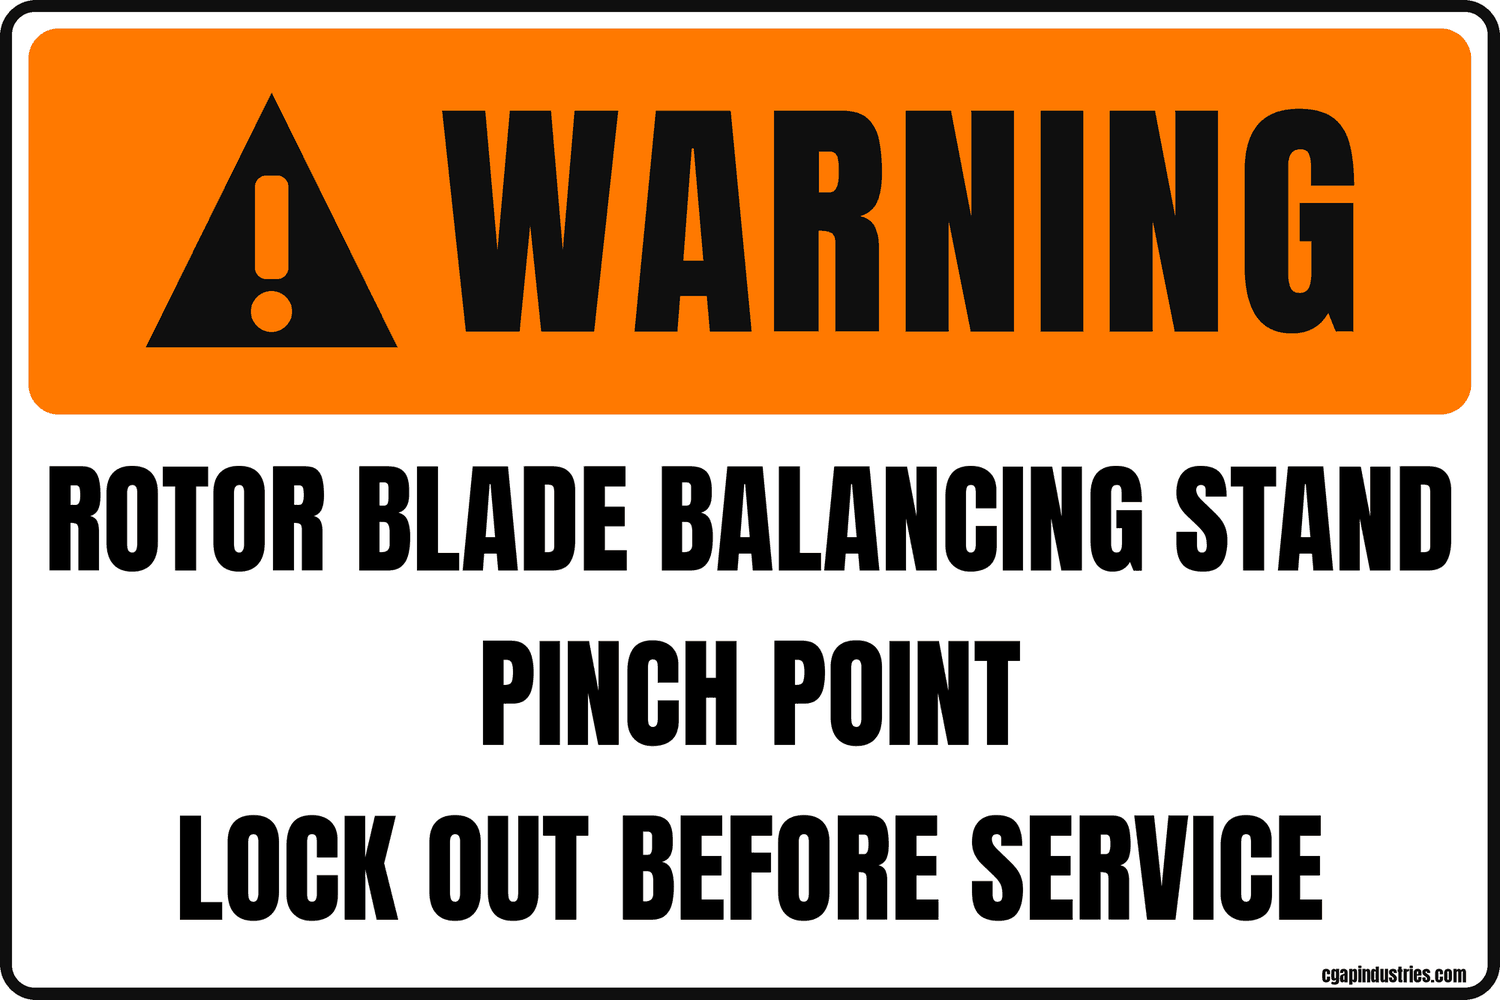 WARNING
ROTOR BLADE BALANCING STAND
PINCH POINT
LOCK OUT BEFORE SERVICE
cgapindustries.com